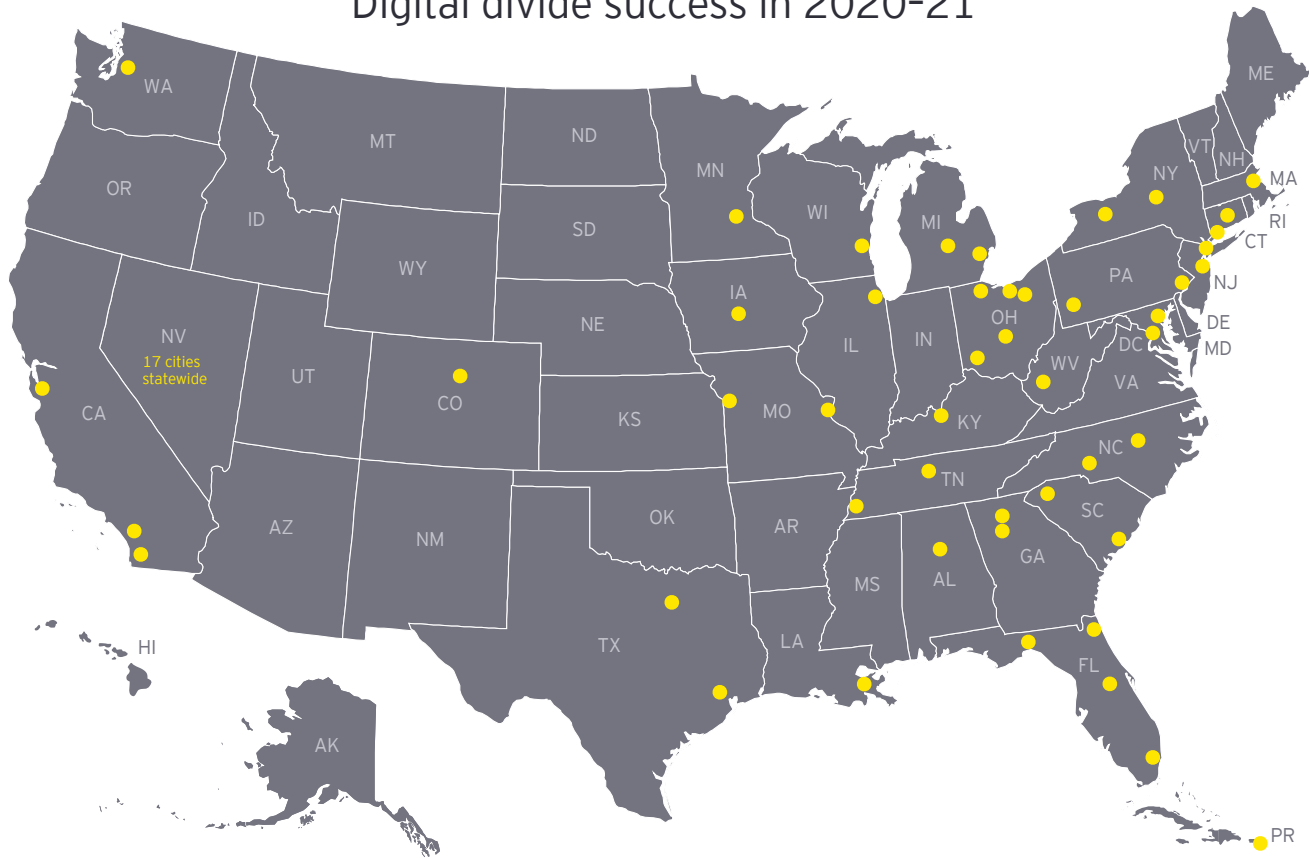 Digital divide success in 2020–21
WA
MT
ND
MN
ME
VT
NH
NY
MA
OR
ID
SD
WI
MI
RI
CT
WY
IA
PA
NJ
NV
17 cities
statewide
NE
OH
DE
DC
MD
UT
CO
IL
IN
WV
VA
CA
KS
MO
KY
NC
TN
AZ
NM
OK
AR
SC
GA
MS
AL
TX
LA
HI
FL
AK
PR